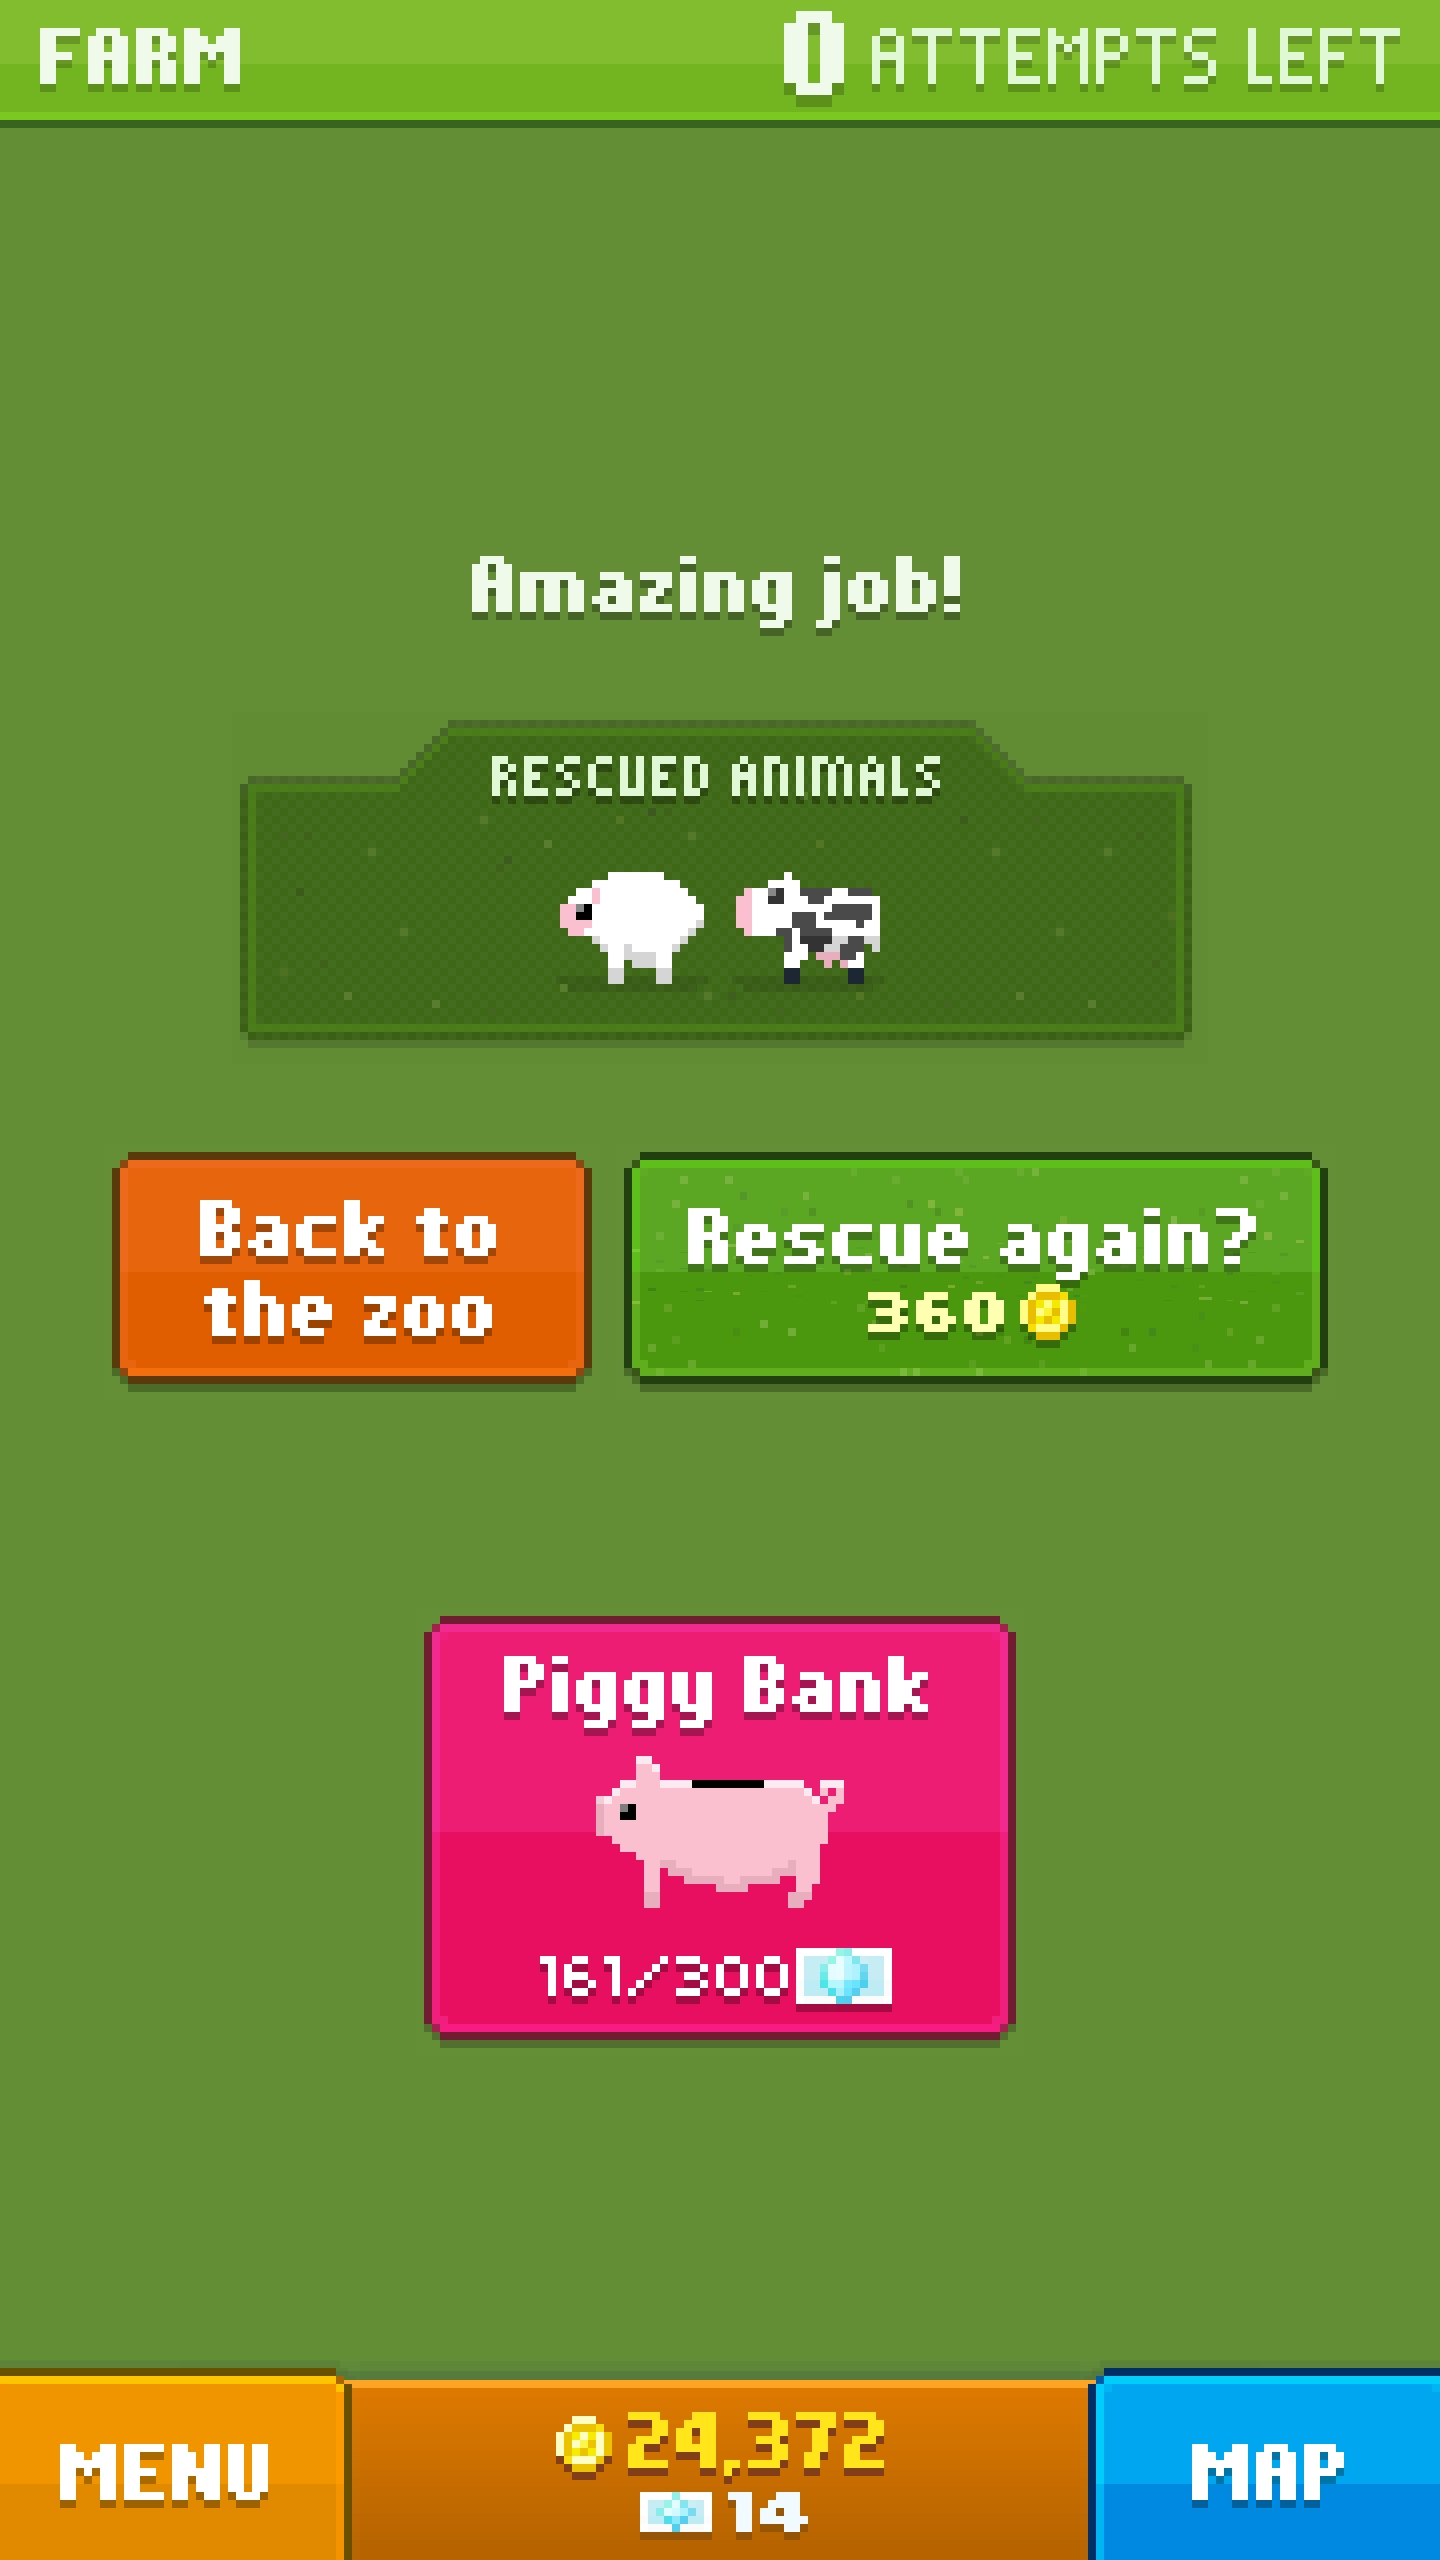 FARM
0 ATTEMPTS LEFT
Amazing job!
RESCUED ANIMALS
Back to
the zoo
Rescue again?
360
Piggy Bank
161/300
MENU
24,372
14
MAP